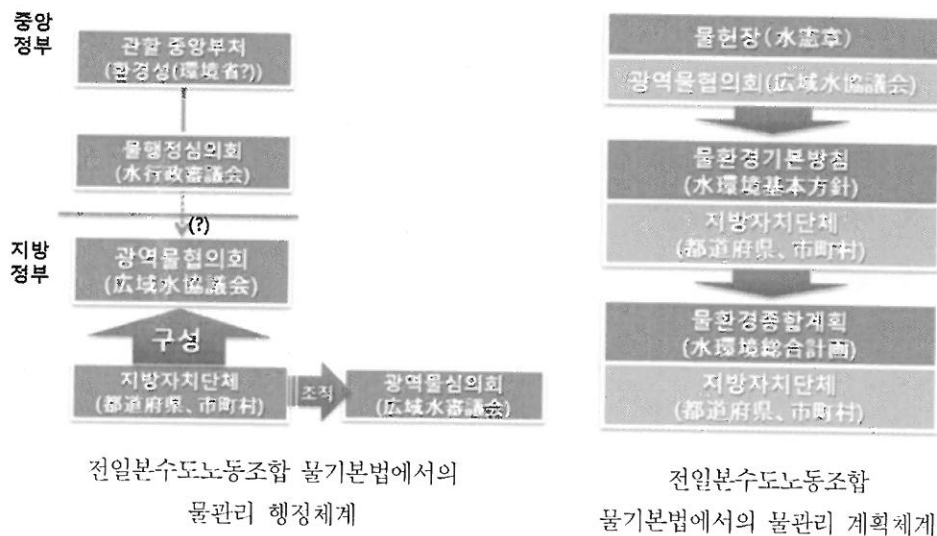 중앙
정부
관할 중앙부처
(환경성(環境省?))
물행정심의회
(水行政審議会)
(?)
지방
정부
광역물협의회
(広域水協議会)
구성
지방자치단체
(都道府県、市町村)
조직
광역물심의회
(広域水審議会)
전일본수도노동조합 물기본법에서의
물관리 행정체계
물헌장(水憲章)
광역물협의회(広域水協議会)
물환경기본방침
(水環境基本方針)
지방자치단체
(都道府県、市町村)
물환경종합계획
(水環境総合計画)
지방자치단체
(都道府県、市町村)
전일본수도노동조합
물기본법에서의 물관리 계획체계